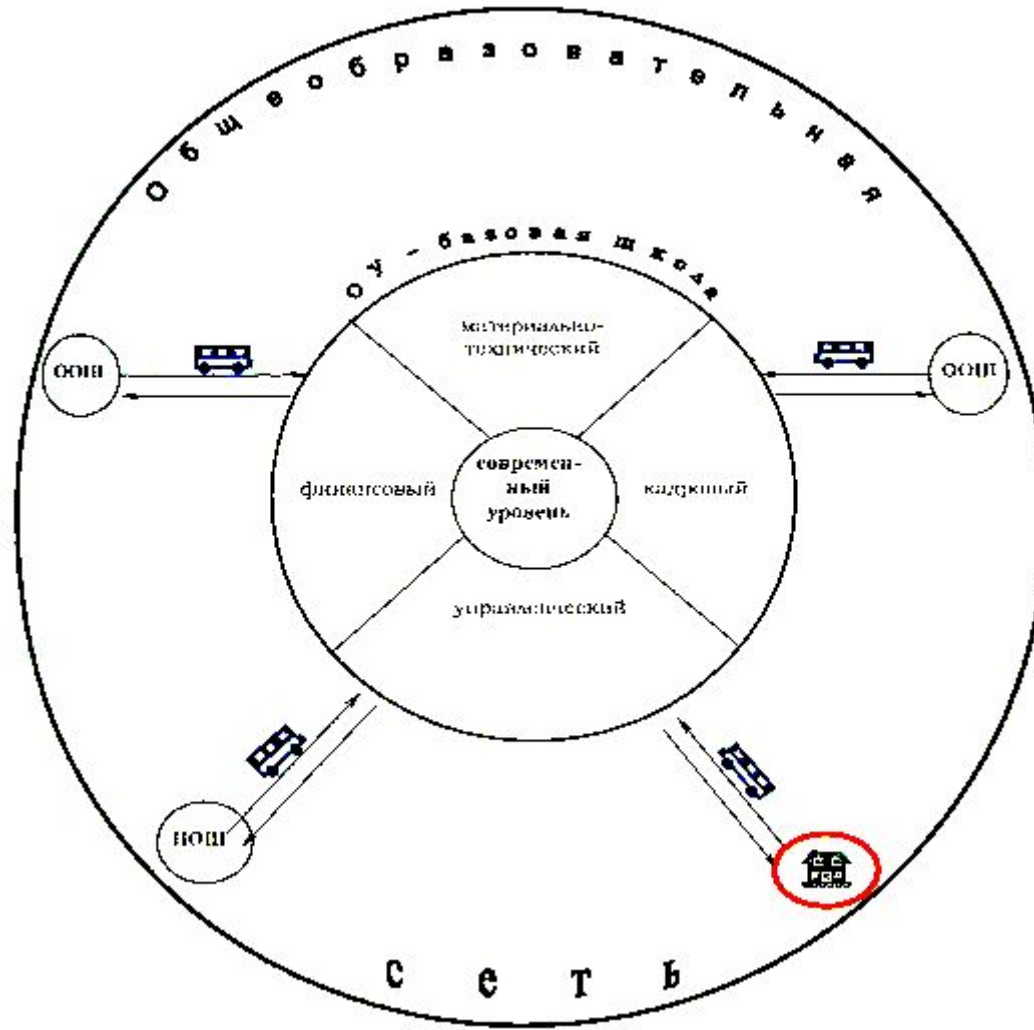 Общеобразовательная
ОУ - базовая школа
материально-
технический
ООШ
ООШ
финансовый
современ-
ный
уровень
кадровый
управленческий
НОШ
СЕТЬ